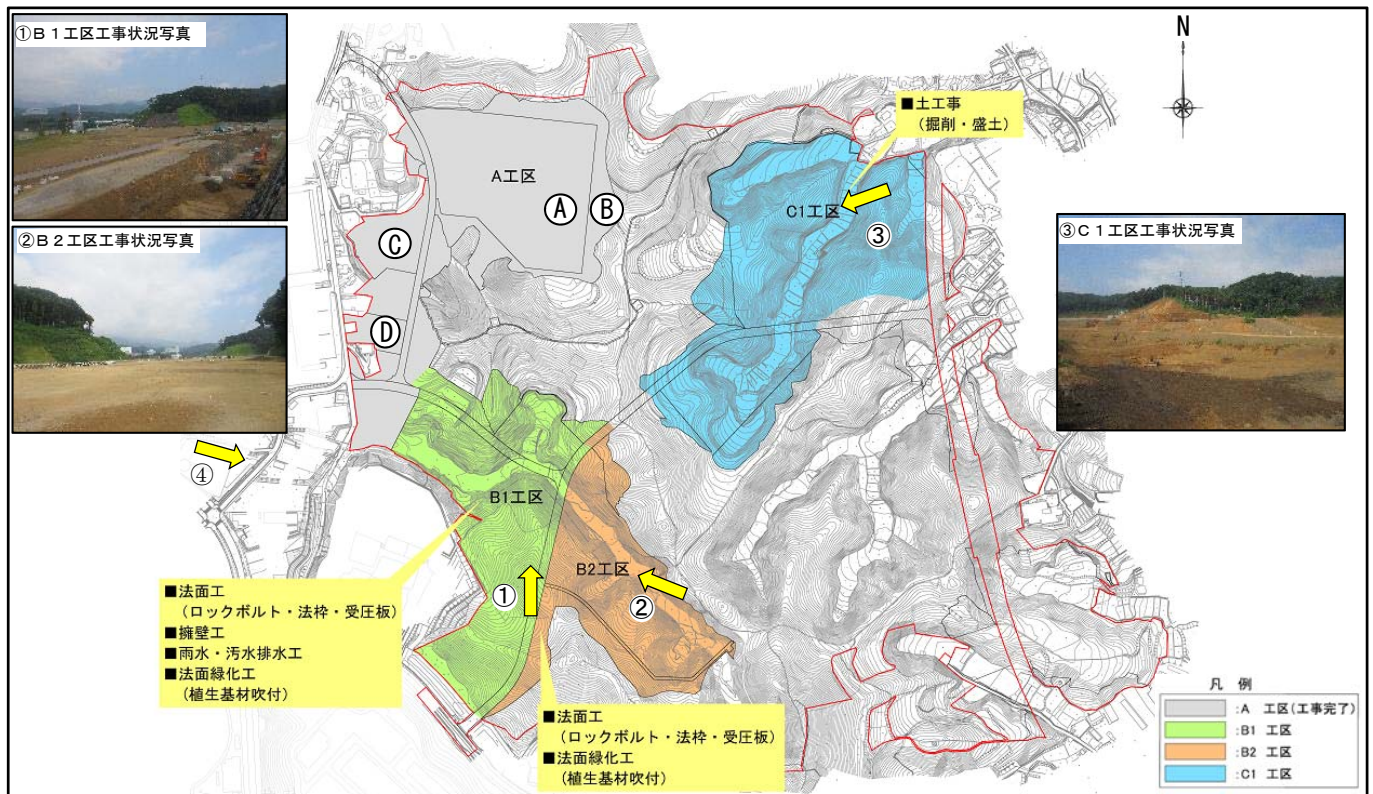 ①B1工区工事状況写真
②B2工区工事状況写真
③C1工区工事状況写真
N
■土工事
(掘削・盛土)
A工区
Ⓐ
Ⓑ
Ⓒ
Ⓓ
C1工区
③
④
B1工区
①
B2工区
②
■法面工
(ロックボルト・法枠・受圧板)
■擁壁工
■雨水・汚水排水工
■法面緑化工
(植生基材吹付)
■法面工
(ロックボルト・法枠・受圧板)
■法面緑化工
(植生基材吹付)
凡 例
:A 工区(工事完了)
:B1 工区
:B2 工区
:C1 工区